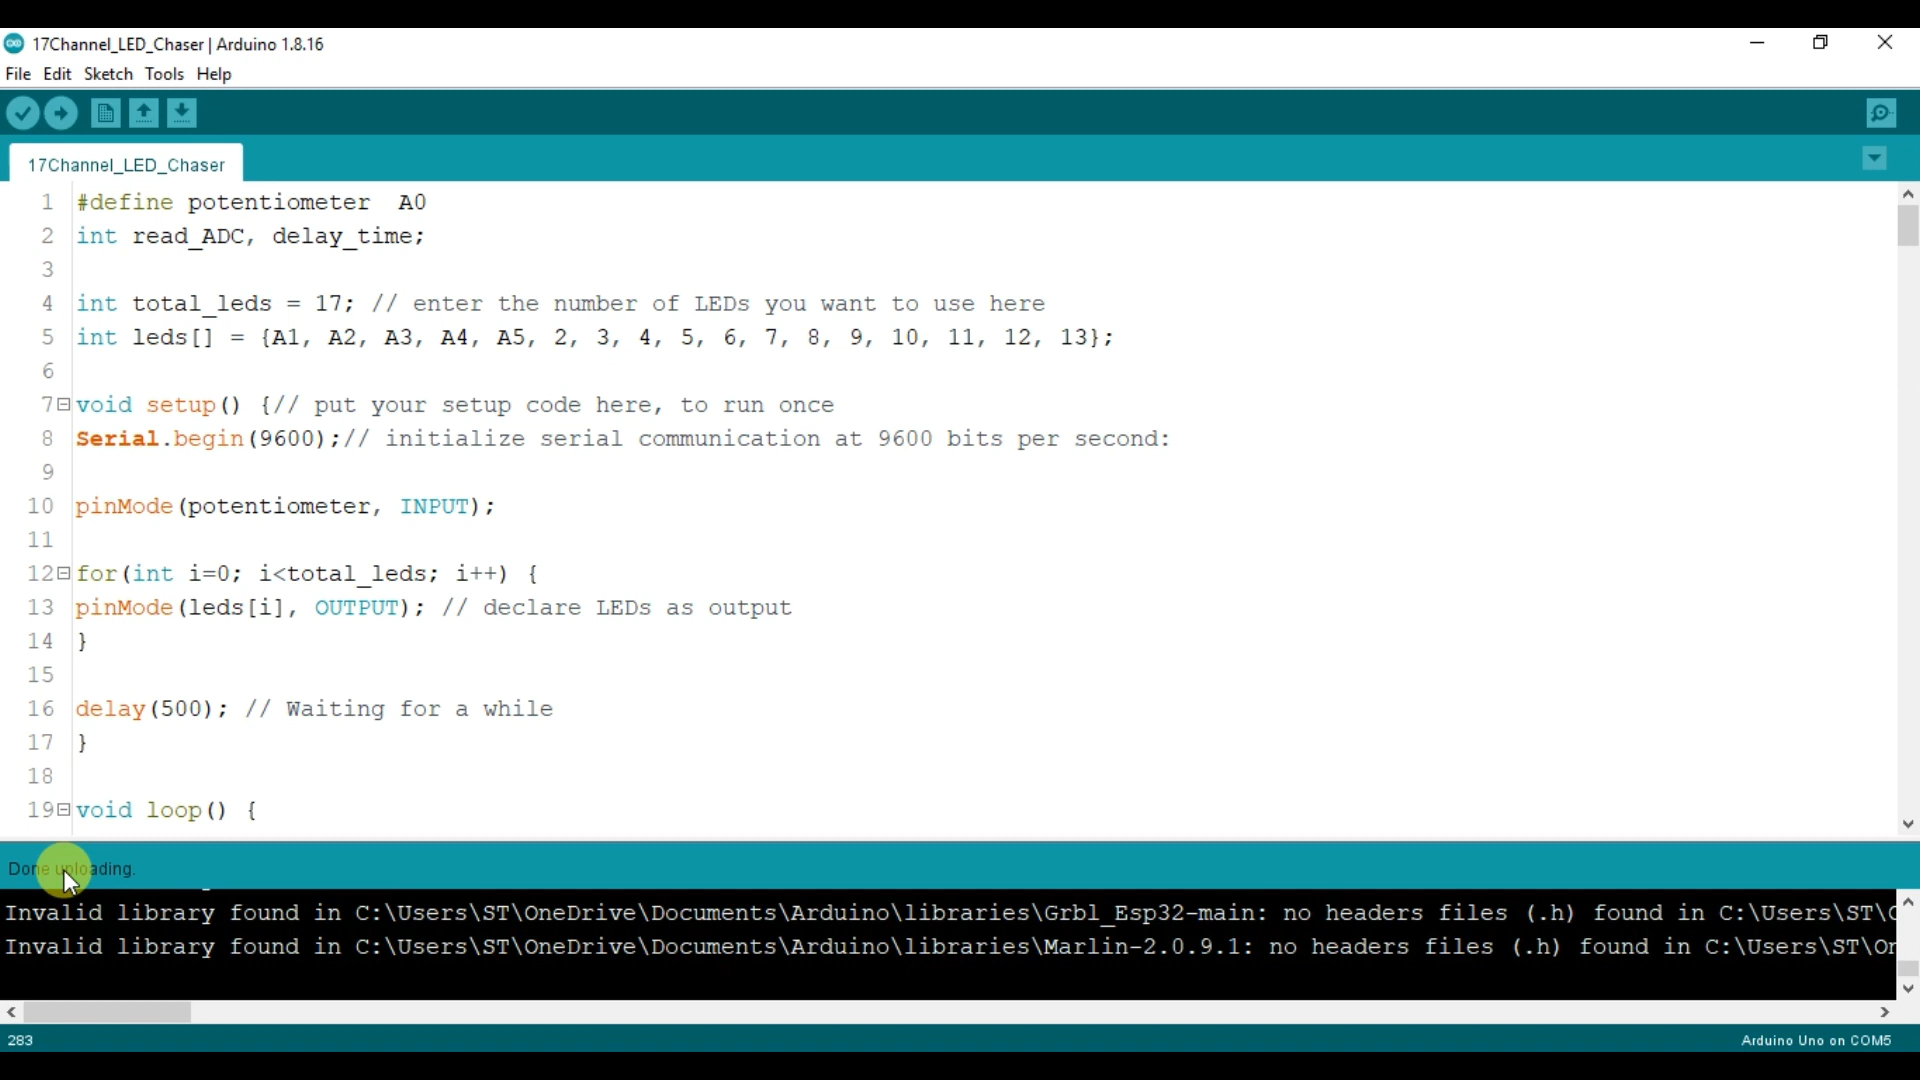 17Channel_LED_Chaser | Arduino 1.8.16
File Edit Sketch Tools Help
17Channel_LED_Chaser
1 #define potentiometer  A0
2 int read_ADC, delay_time;
3
4 int total_leds = 17; // enter the number of LEDs you want to use here
5 int leds[] = {A1, A2, A3, A4, A5, 2, 3, 4, 5, 6, 7, 8, 9, 10, 11, 12, 13};
6
7 void setup() {// put your setup code here, to run once
8 Serial.begin(9600);// initialize serial communication at 9600 bits per second:
9
10 pinMode(potentiometer, INPUT);
11
12 for(int i=0; i<total_leds; i++) {
13 pinMode(leds[i], OUTPUT); // declare LEDs as output
14 }
15
16 delay(500); // Waiting for a while
17 }
18
19 void loop() {
Done uploading.
Invalid library found in C:\Users\ST\OneDrive\Documents\Arduino\libraries\Grbl_Esp32-main: no headers files (.h) found in C:\Users\ST\
Invalid library found in C:\Users\ST\OneDrive\Documents\Arduino\libraries\Marlin-2.0.9.1: no headers files (.h) found in C:\Users\ST\O
283
Arduino Uno on COM5